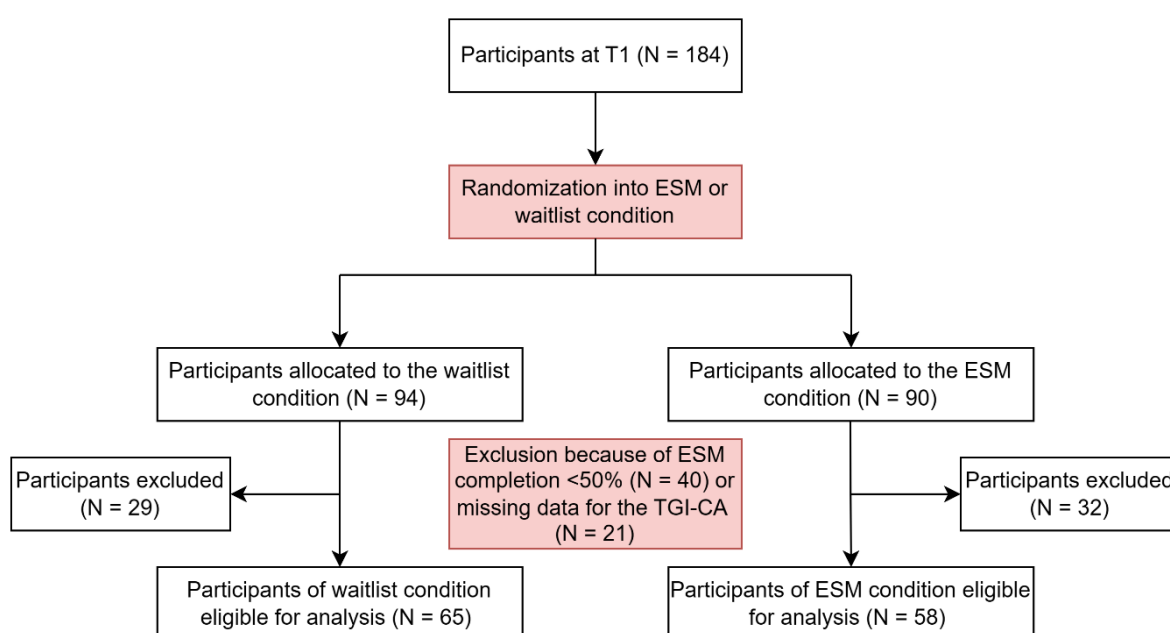 Participants at T1 (N = 184)
Randomization into ESM or
waitlist condition
Participants allocated to the waitlist
condition (N = 94)
Participants allocated to the ESM
condition (N = 90)
Participants excluded
(N = 29)
Exclusion because of ESM
completion <50% (N = 40) or
missing data for the TGI-CA
(N = 21)
Participants excluded
(N = 32)
Participants of waitlist condition
eligible for analysis (N = 65)
Participants of ESM condition eligible
for analysis (N = 58)